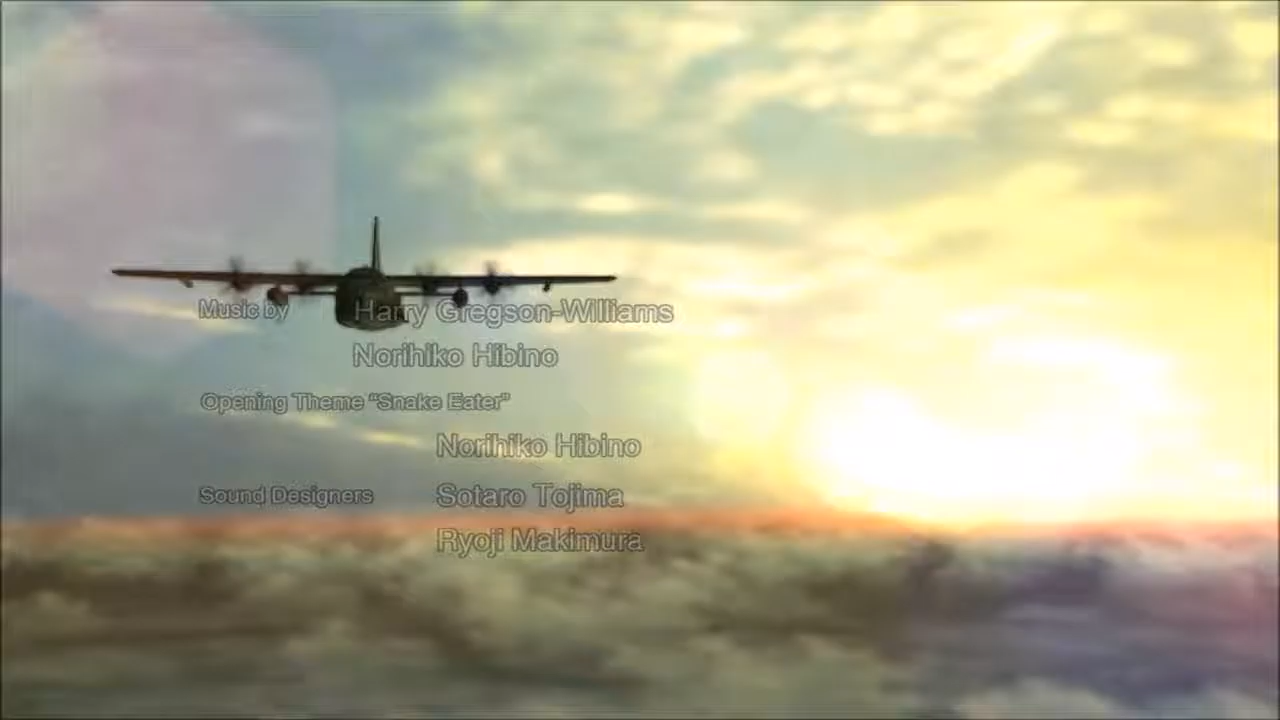 Music by Harry Gregson-Williams
Norihiko Hibino
Opening Theme “Snake Eater”
Norihiko Hibino
Sound Designers Sotaro Tojima
Ryoji Makimura